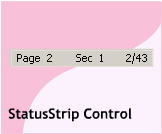 Page 2 Sec 1 2/43
StatusStrip Control